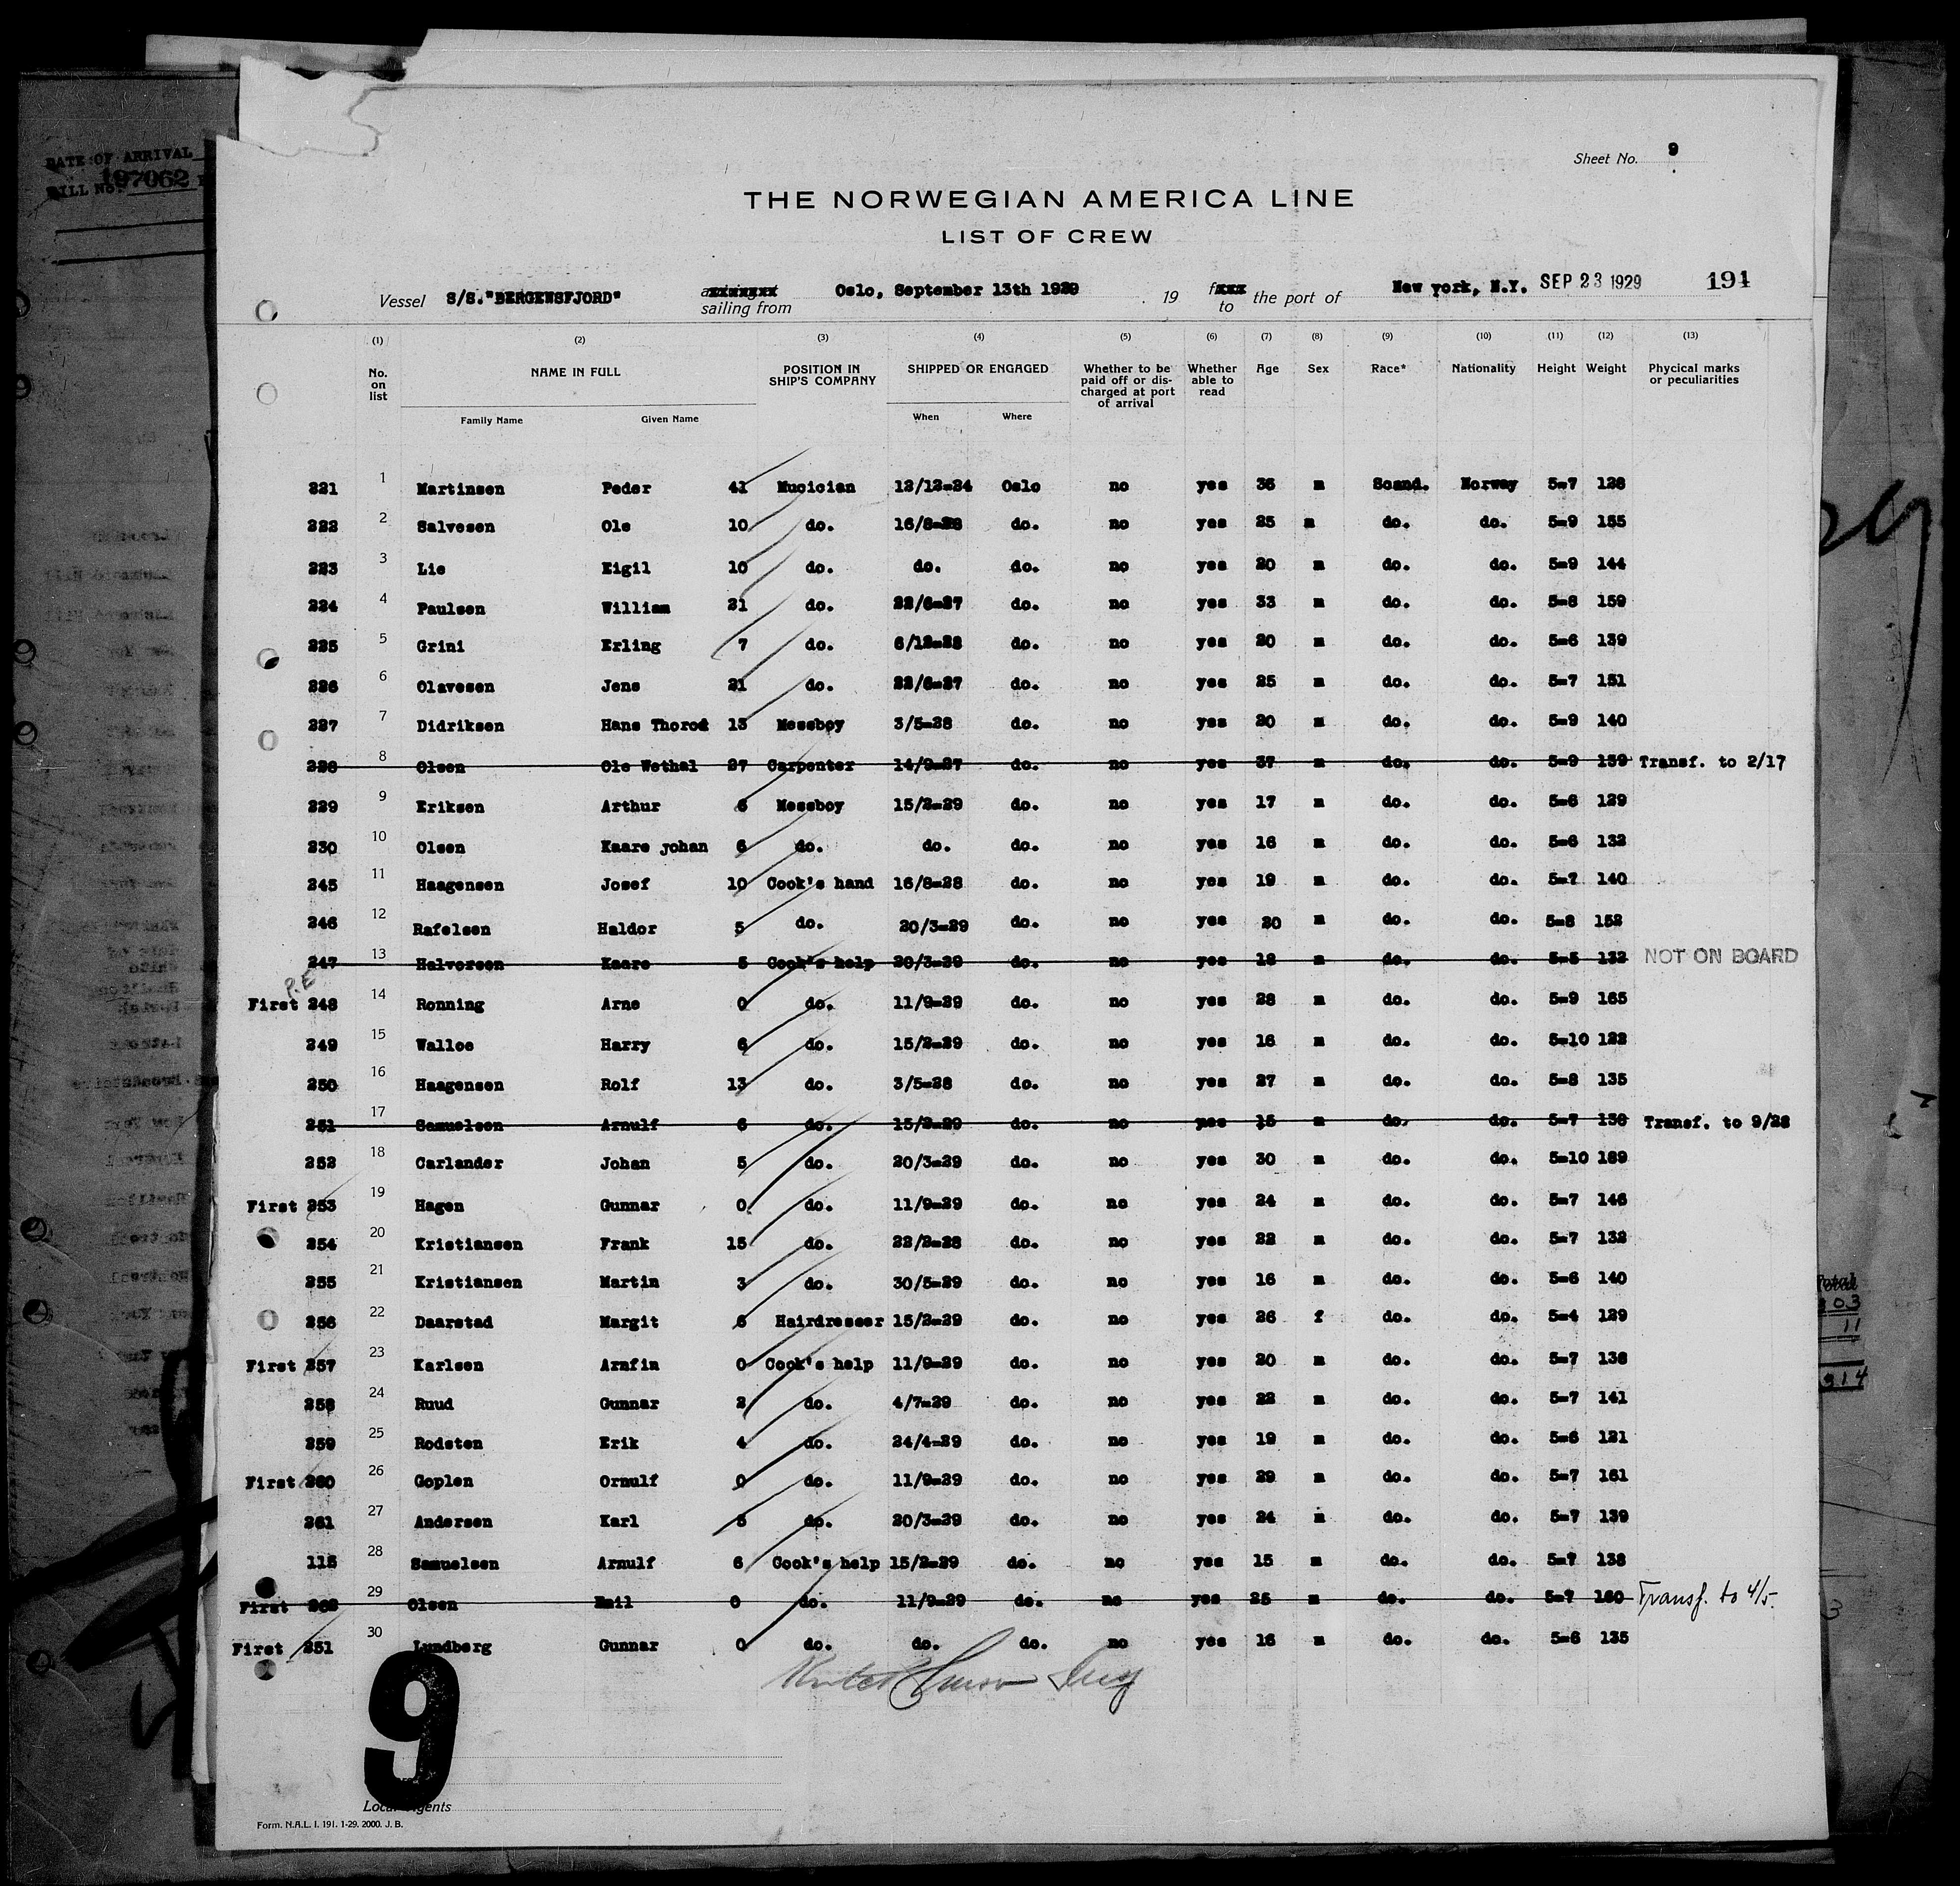 DATE OF ARRIVAL
197062
BILL NO.
Sheet No. 9
THE NORWEGIAN AMERICA LINE
LIST OF CREW
Vessel S/S."BERGENSFJORD" sailing from Oslo, September 13th 1929 19 to the port of New york, N.Y. SEP 23 1929 191
(1) (2) (3) (4) (5) (6) (7) (8) (9) (10) (11) (12) (13)
No. on list NAME IN FULL POSITION IN SHIP'S COMPANY SHIPPED OR ENGAGED Whether to be paid off or discharged at port of arrival Whether able to read Age Sex Race* Nationality Height Weight Phycical marks or peculiarities
Family Name Given Name When Where
221 1 Martinsen Peder 41 Mucician 12/12-24 Oslo no yes 36 m Scand. Norway 5-7 128
222 2 Salvesen Ole 10 do. 16/8-28 do. no yes 25 m do. do. 5-9 155
223 3 Lie Eigil 10 do. do. do. no yes 20 m do. do. 5-9 144
224 4 Paulsen William 21 do. 22/6-27 do. no yes 33 m do. do. 5-8 159
225 5 Grini Erling 7 do. 6/12-28 do. no yes 20 m do. do. 5-6 139
226 6 Olavesen Jens 21 do. 22/6-27 do. no yes 25 m do. do. 5-7 151
227 7 Didriksen Hans Thorod 13 Messboy 3/5-28 do. no yes 20 m do. do. 5-9 140
228 8 Olsen Ole Wethal 27 Carpenter 14/9-27 do. no yes 37 m do. do. 5-9 159 Transf. to 2/17
229 9 Eriksen Arthur 6 Messboy 15/2-29 do. no yes 17 m do. do. 5-6 129
230 10 Olsen Kaare johan 6 do. do. do. no yes 16 m do. do. 5-6 132
245 11 Haagensen Josef 10 Cook's hand 16/8-28 do. no yes 19 m do. do. 5-7 140
246 12 Rafelsen Haldor 5 do. 20/3-29 do. no yes 20 m do. do. 5-8 152
247 13 Halvorsen Kaare 5 Cook's help 20/3-29 do. no yes 18 m do. do. 5-5 132 NOT ON BOARD
P.E
First 248 14 Ronning Arne 0 do. 11/9-29 do. no yes 28 m do. do. 5-9 165
249 15 Walloe Harry 6 do. 15/2-29 do. no yes 16 m do. do. 5-10 122
250 16 Haagensen Rolf 13 do. 3/5-28 do. no yes 27 m do. do. 5-8 135
251 17 Samuelsen Arnulf 6 do. 15/2-29 do. no yes 15 m do. do. 5-7 138 Transf. to 9/28
252 18 Carlander Johan 5 do. 20/3-29 do. no yes 30 m do. do. 5-10 189
First 253 19 Hagen Gunnar 0 do. 11/9-29 do. no yes 24 m do. do. 5-7 146
254 20 Kristiansen Frank 15 do. 22/2-28 do. no yes 22 m do. do. 5-7 132
255 21 Kristiansen Martin 3 do. 30/5-29 do. no yes 16 m do. do. 5-6 140
256 22 Daarstad Margit 6 Hairdresser 15/2-29 do. no yes 26 f do. do. 5-4 129
First 257 23 Karlsen Arnfin 0 Cook's help 11/9-29 do. no yes 20 m do. do. 5-7 138
258 24 Ruud Gunnar 2 do. 4/7-29 do. no yes 22 m do. do. 5-7 141
259 25 Rodsten Erik 4 do. 24/4-29 do. no yes 19 m do. do. 5-6 121
First 260 26 Goplen Ornulf 0 do. 11/9-29 do. no yes 29 m do. do. 5-7 161
261 27 Andersen Karl 5 do. 20/3-29 do. no yes 24 m do. do. 5-7 139
115 28 Samuelsen Arnulf 6 Cook's help 15/2-29 do. no yes 15 m do. do. 5-7 138
First 29 Olsen Emil 0 do. 11/9-29 do. no yes 25 m do. do. 5-7 160 Transf. to 4/5.
First 251 30 Lundberg Gunnar 0 do. do. do. no yes 16 m do. do. 5-6 135
9
Local Agents
Form. N.A.L. I. 191. 1-29. 2000. J. B.
Total
11